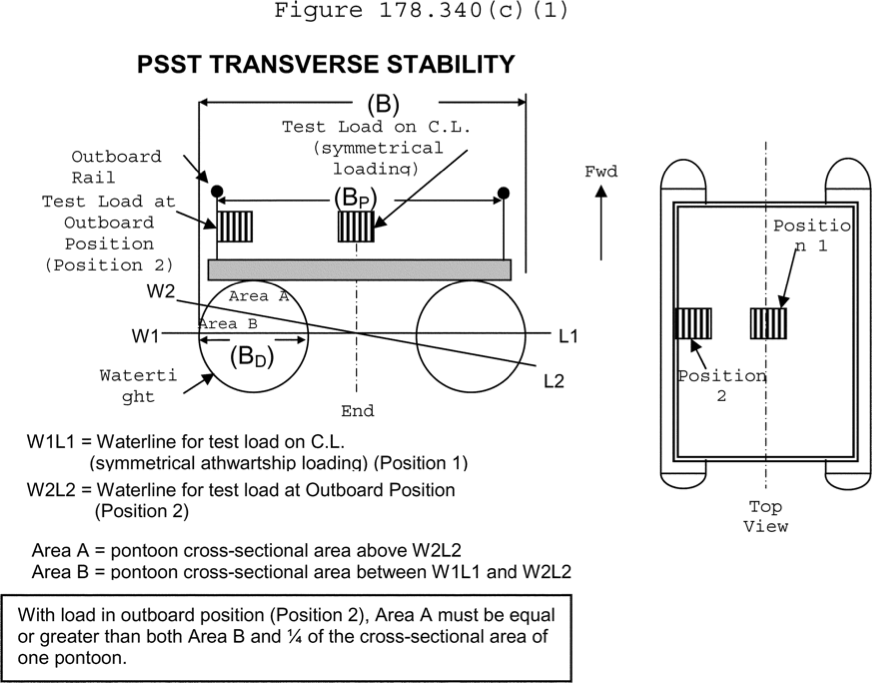 Figure 178.340(c)(1)
PSST TRANSVERSE STABILITY
(B)
Test Load on C.L.
(symmetrical
loading)
Outboard
Rail
Test Load at
Outboard
Position
(Position 2)
(BP)
W2
Area A
Area B
W1
L1
(BD)
L2
Waterti
ght
End
Fwd
Positio
n 1
Position
2
Top
View
W1L1 = Waterline for test load on C.L.
(symmetrical athwartship loading) (Position 1)
W2L2 = Waterline for test load at Outboard Position
(Position 2)
Area A = pontoon cross-sectional area above W2L2
Area B = pontoon cross-sectional area between W1L1 and W2L2
With load in outboard position (Position 2), Area A must be equal
or greater than both Area B and ¼ of the cross-sectional area of
one pontoon.